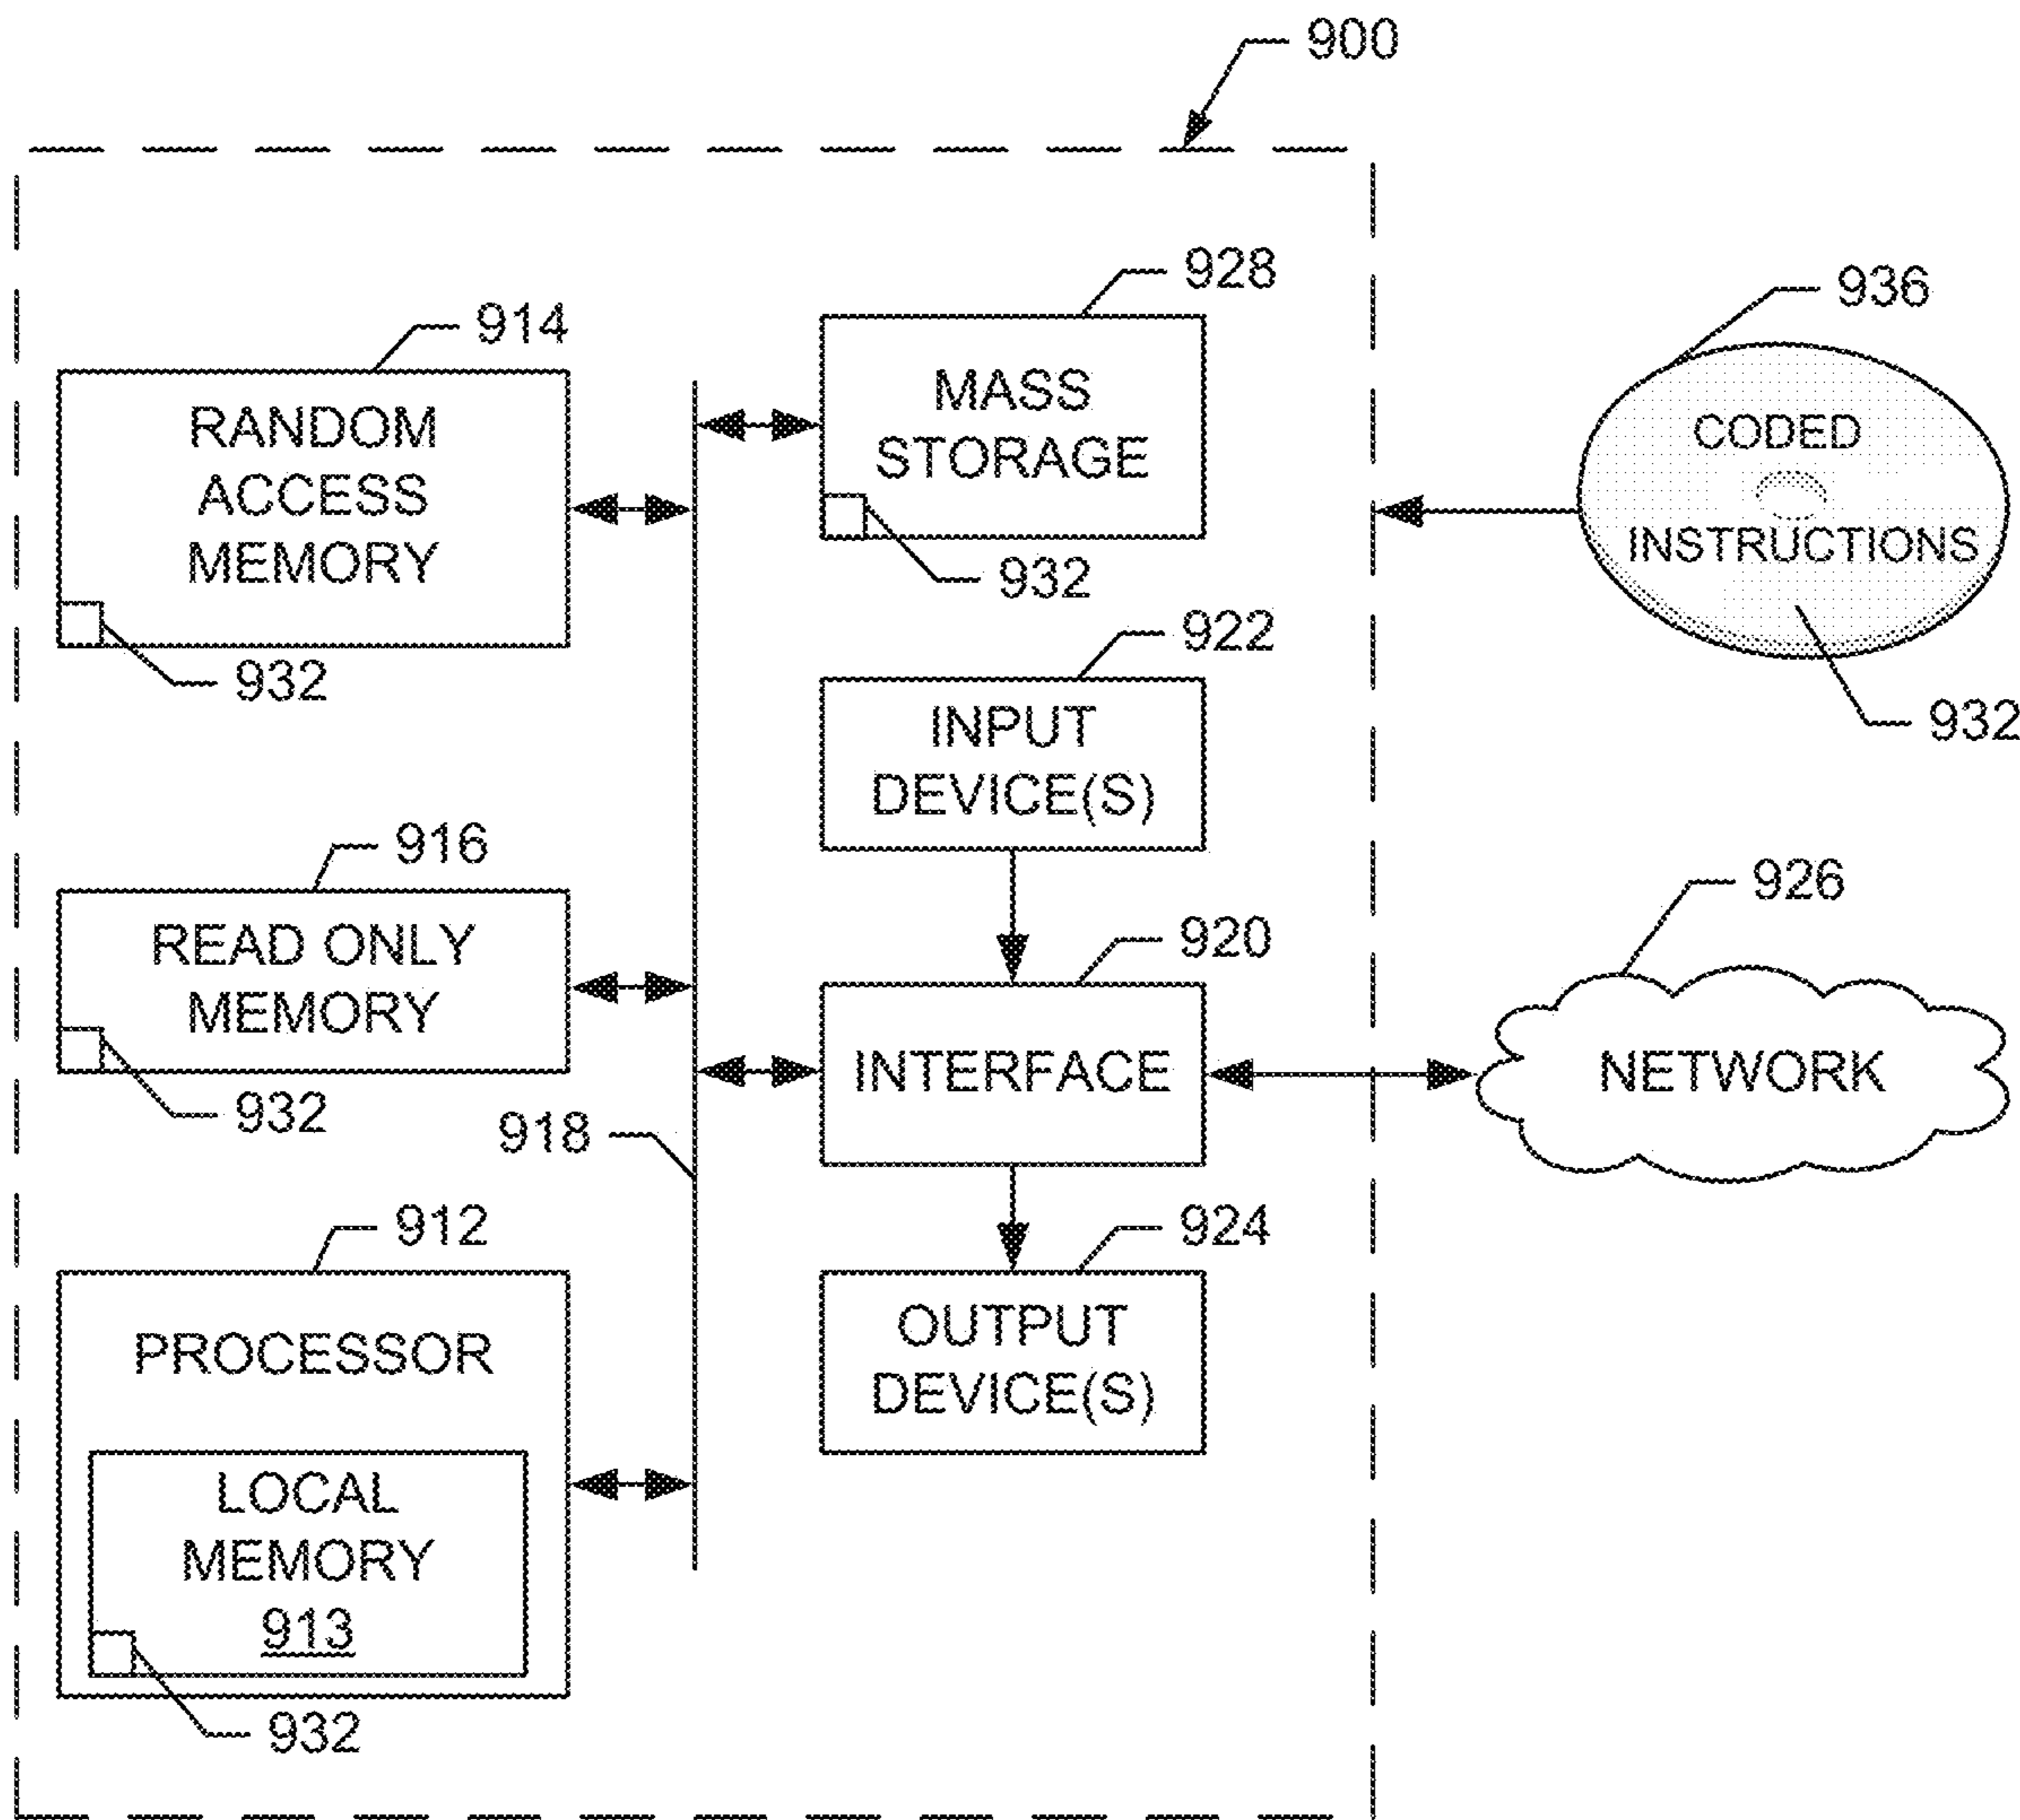 900
928
936
914
MASS
STORAGE
RANDOM
ACCESS
MEMORY
CODED
INSTRUCTIONS
932
932
932
922
INPUT
DEVICE(S)
916
926
READ ONLY
MEMORY
920
INTERFACE
NETWORK
932
918
912
924
PROCESSOR
OUTPUT
DEVICE(S)
LOCAL
MEMORY
913
932